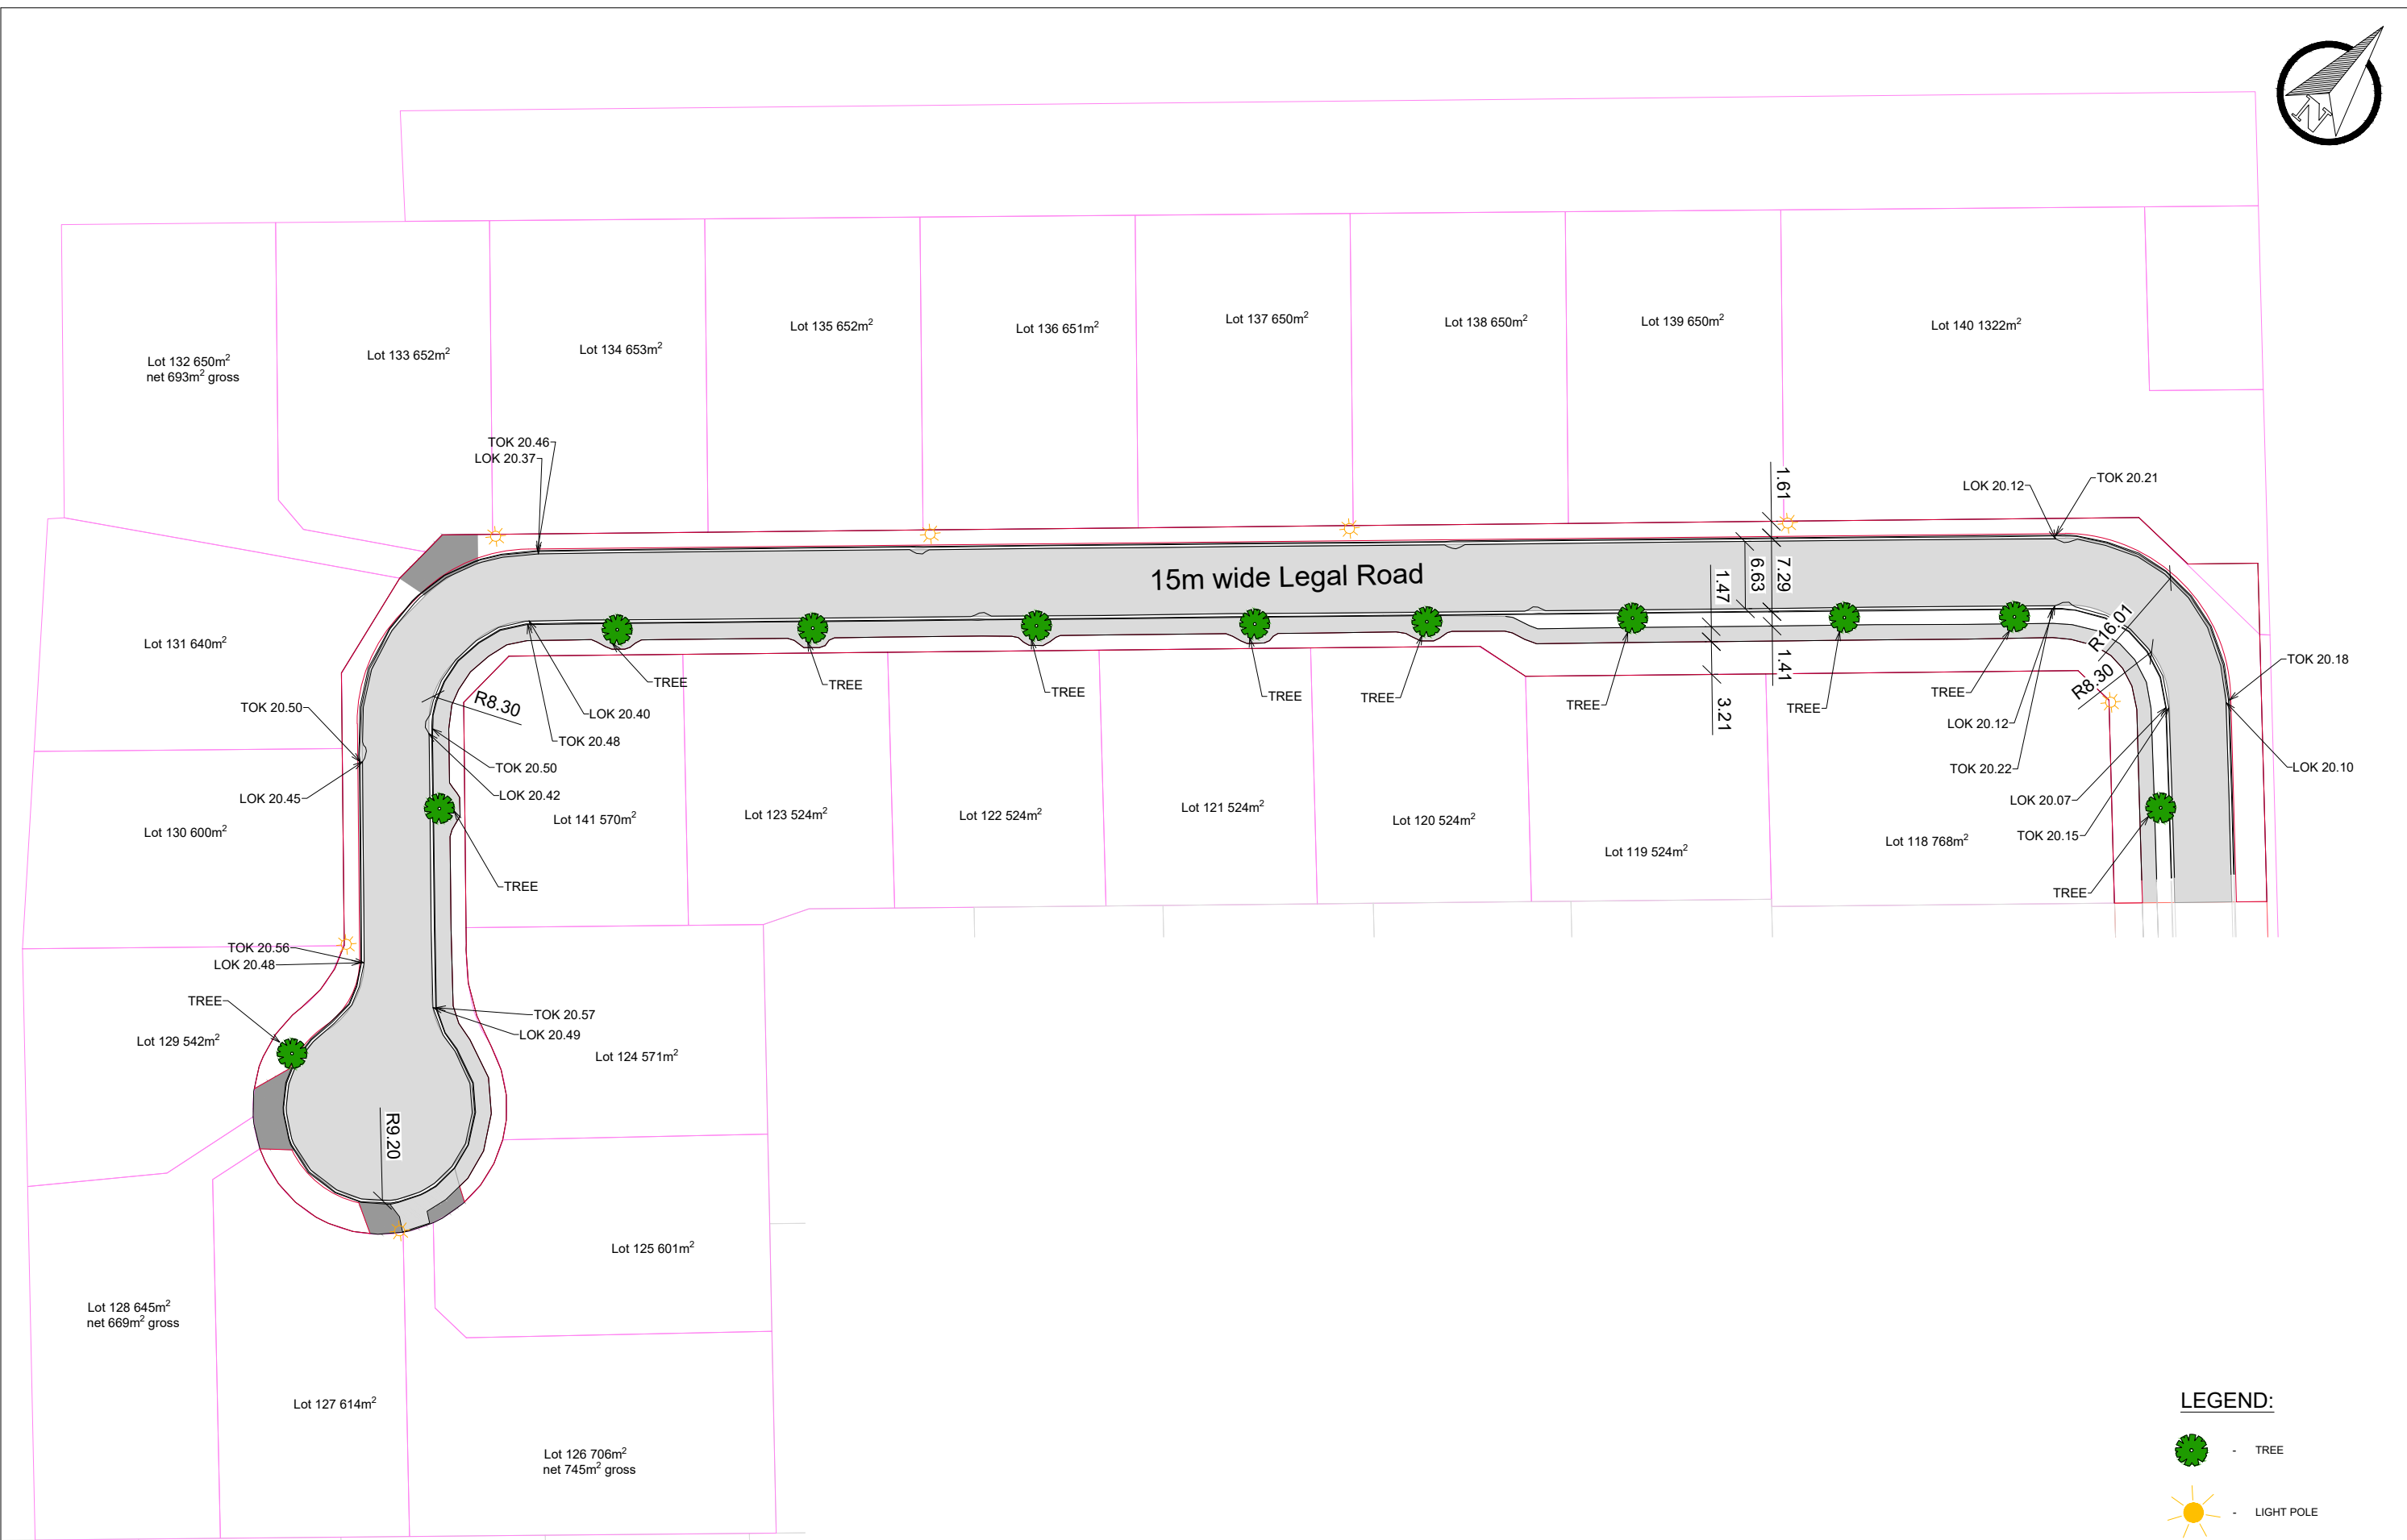 N
Lot 132 650m²
net 693m² gross
Lot 133 652m²
Lot 134 653m²
Lot 135 652m²
Lot 136 651m²
Lot 137 650m²
Lot 138 650m²
Lot 139 650m²
Lot 140 1322m²
TOK 20.46
LOK 20.37
1.61
LOK 20.12
TOK 20.21
15m wide Legal Road
1.47
6.63
7.29
R16.01
1.41
3.21
R8.30
TOK 20.18
LOK 20.10
Lot 131 640m²
TOK 20.50
R8.30
LOK 20.40
TOK 20.48
TREE
TREE
TREE
TREE
TREE
TREE
TREE
TREE
LOK 20.12
TOK 20.22
LOK 20.07
TOK 20.15
TREE
TOK 20.50
LOK 20.42
LOK 20.45
Lot 130 600m²
Lot 141 570m²
Lot 123 524m²
Lot 122 524m²
Lot 121 524m²
Lot 120 524m²
Lot 119 524m²
Lot 118 768m²
TREE
TOK 20.56
LOK 20.48
TREE
Lot 129 542m²
TOK 20.57
LOK 20.49
Lot 124 571m²
R9.20
Lot 125 601m²
Lot 128 645m²
net 669m² gross
Lot 127 614m²
Lot 126 706m²
net 745m² gross
LEGEND:
- TREE
- LIGHT POLE